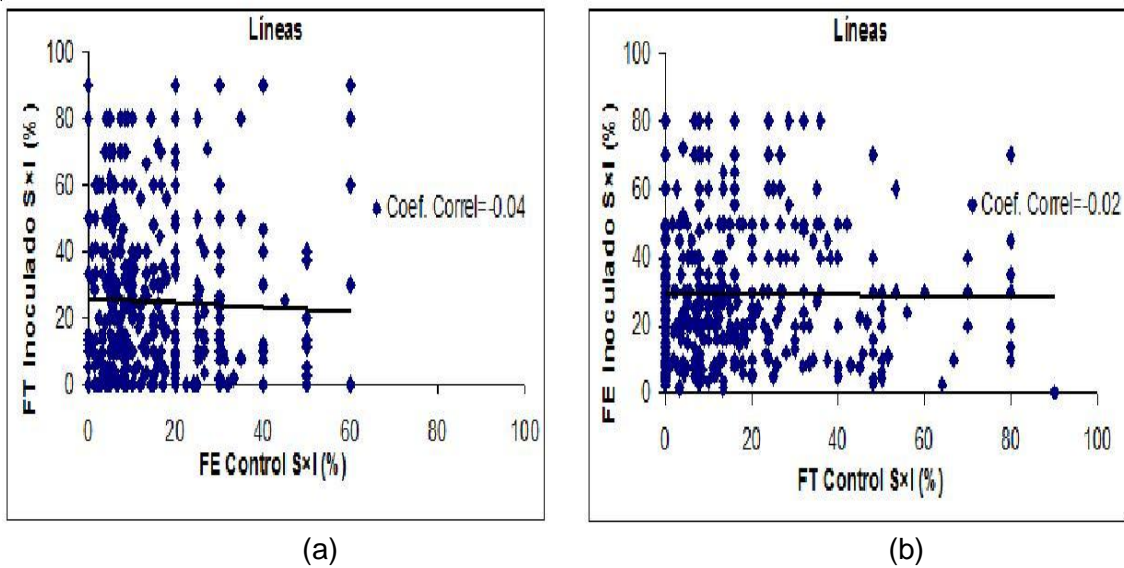 Líneas
100
80
60
40
20
0
FT Inoculado S×I (%)
Coef. Correl=-0.04
0 20 40 60 80 100
FE Control S×I (%)
(a)
Líneas
100
80
60
40
20
0
FE Inoculado S×I (%)
Coef. Correl=-0.02
0 20 40 60 80 100
FT Control S×I (%)
(b)